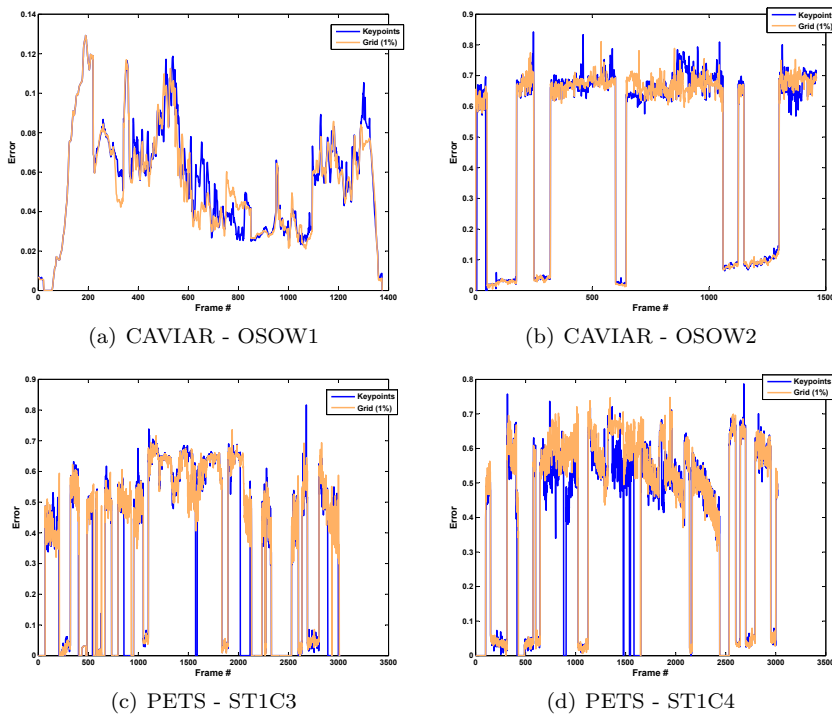 0.14
0.12
0.1
0.08
0.06
0.04
0.02
0
Error
0 200 400 600 800 1000 1200 1400
Frame #
Keypoints
Grid (1%)
(a) CAVIAR - OSOW1
0.9
0.8
0.7
0.6
0.5
0.4
0.3
0.2
0.1
0
Error
0 500 1000 1500
Frame #
Keypoints
Grid (1%)
(b) CAVIAR - OSOW2
0.9
0.8
0.7
0.6
0.5
0.4
0.3
0.2
0.1
0
Error
0 500 1000 1500 2000 2500 3000 3500
Frame #
Keypoints
Grid (1%)
(c) PETS - ST1C3
0.8
0.7
0.6
0.5
0.4
0.3
0.2
0.1
0
Error
0 500 1000 1500 2000 2500 3000 3500
Frame #
Keypoints
Grid (1%)
(d) PETS - ST1C4